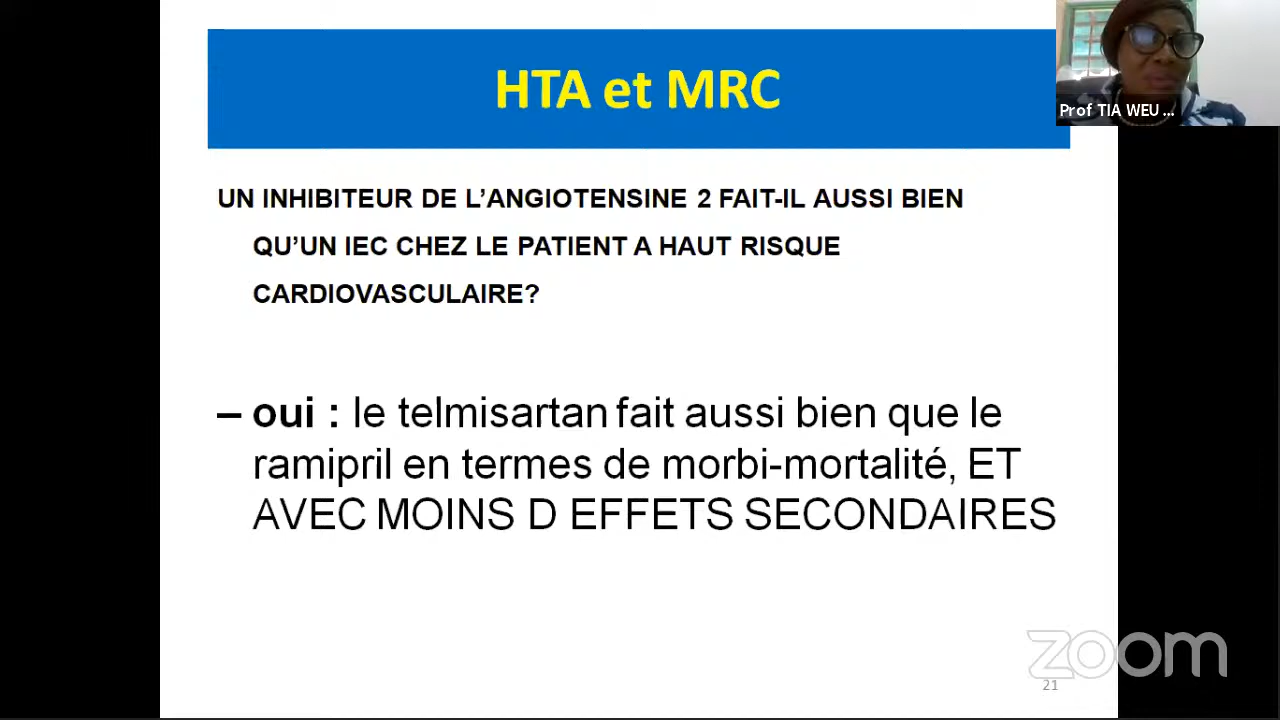 HTA et MRC
Prof TIA WEU ...
UN INHIBITEUR DE L’ANGIOTENSINE 2 FAIT-IL AUSSI BIEN
QU’UN IEC CHEZ LE PATIENT A HAUT RISQUE
CARDIOVASCULAIRE?
– oui : le telmisartan fait aussi bien que le
ramipril en termes de morbi-mortalité, ET
AVEC MOINS D EFFETS SECONDAIRES
zoom
21